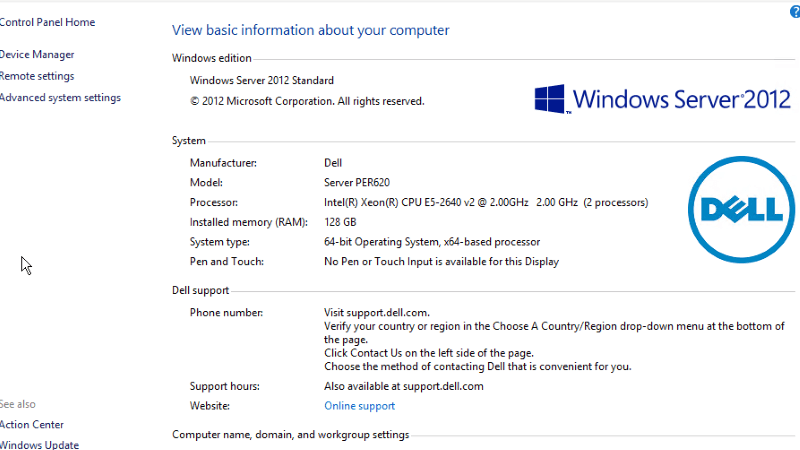 Control Panel Home
Device Manager
Remote settings
Advanced system settings
See also
Action Center
Windows Update
View basic information about your computer
Windows edition
Windows Server 2012 Standard
© 2012 Microsoft Corporation. All rights reserved.
Windows Server® 2012
System
Manufacturer: Dell
Model: Server PER620
Processor: Intel(R) Xeon(R) CPU E5-2640 v2 @ 2.00GHz 2.00 GHz (2 processors)
Installed memory (RAM): 128 GB
System type: 64-bit Operating System, x64-based processor
Pen and Touch: No Pen or Touch Input is available for this Display
DELL
Dell support
Phone number: Visit support.dell.com.
Verify your country or region in the Choose A Country/Region drop-down menu at the bottom of
the page.
Click Contact Us on the left side of the page.
Choose the method of contacting Dell that is convenient for you.
Support hours: Also available at support.dell.com
Website: Online support
Computer name, domain, and workgroup settings